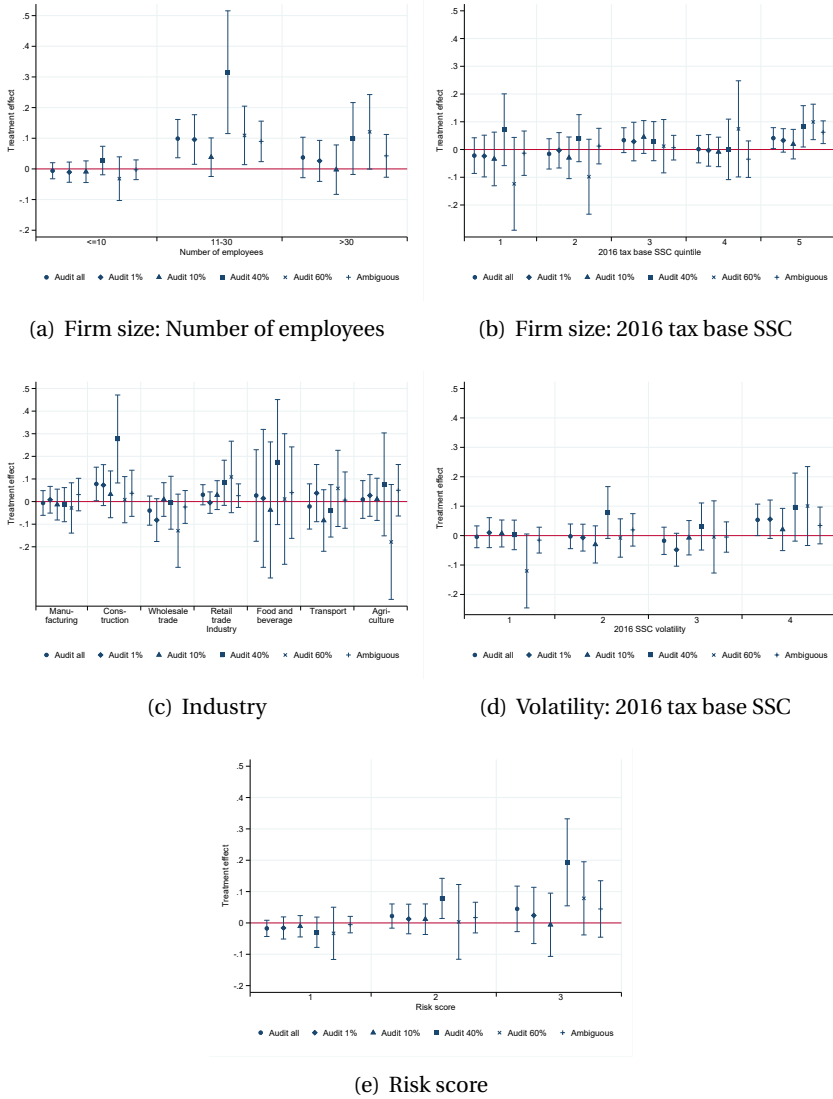 .5
.4
.3
.2
.1
0
-.1
-.2
Treatment effect
<=10 11-30 >30
Number of employees
Audit all Audit 1% Audit 10% Audit 40% Audit 60% Ambiguous
(a) Firm size: Number of employees
.5
.4
.3
.2
.1
0
-.1
-.2
Treatment effect
1 2 3 4 5
2016 tax base SSC quintile
Audit all Audit 1% Audit 10% Audit 40% Audit 60% Ambiguous
(b) Firm size: 2016 tax base SSC
.5
.4
.3
.2
.1
0
-.1
.2
Treatment effect
Manu- Cons- Wholesale Retail Food and Transport Agri-
facturing truction trade trade beverage culture
Industry
Audit all Audit 1% Audit 10% Audit 40% Audit 60% Ambiguous
(c) Industry
.5
.4
.3
.2
.1
0
-.1
-.2
Treatment effect
1 2 3 4
2016 SSC volatility
Audit all Audit 1% Audit 10% Audit 40% Audit 60% Ambiguous
(d) Volatility: 2016 tax base SSC
.5
.4
.3
.2
.1
0
-.1
-.2
Treatment effect
1 2 3
Risk score
Audit all Audit 1% Audit 10% Audit 40% Audit 60% Ambiguous
(e) Risk score